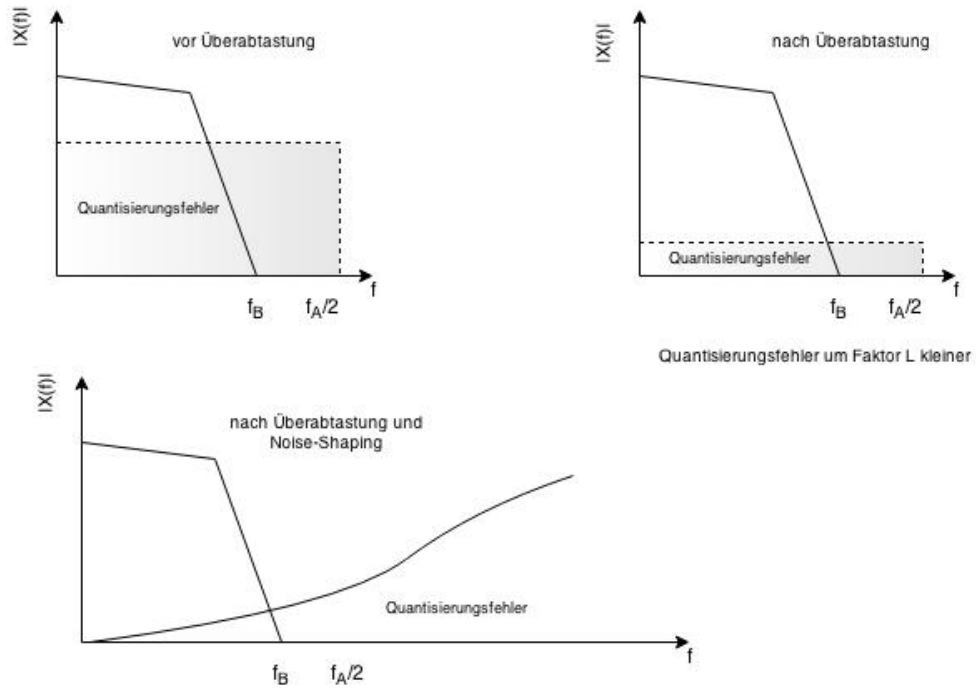 |X(f)|
vor Überabtastung
Quantisierungsfehler
f_B
f_A/2
f
|X(f)|
nach Überabtastung
Quantisierungsfehler
f_B
f_A/2
f
Quantisierungsfehler um Faktor L kleiner
|X(f)|
nach Überabtastung und
Noise-Shaping
Quantisierungsfehler
f_B
f_A/2
f